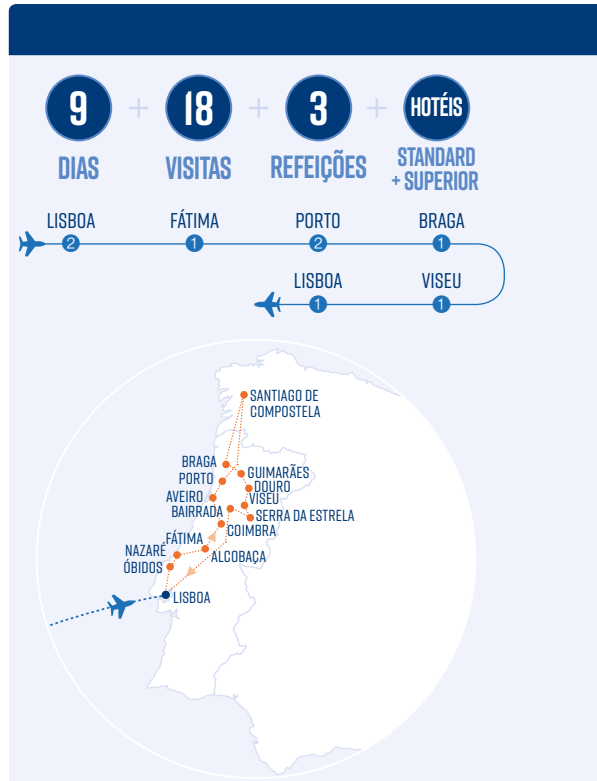 9 + 18 + 3 + HOTÉIS
DIAS VISITAS REFEIÇÕES STANDARD
+ SUPERIOR
LISBOA FÁTIMA PORTO BRAGA
2 1 2 1
LISBOA VISEU
1 1
SANTIAGO DE
COMPOSTELA
BRAGA
PORTO
GUIMARÃES
DOURO
AVEIRO
VISEU
BAIRRADA
SERRA DA ESTRELA
COIMBRA
FÁTIMA
NAZARÉ
ALCOBAÇA
ÓBIDOS
LISBOA